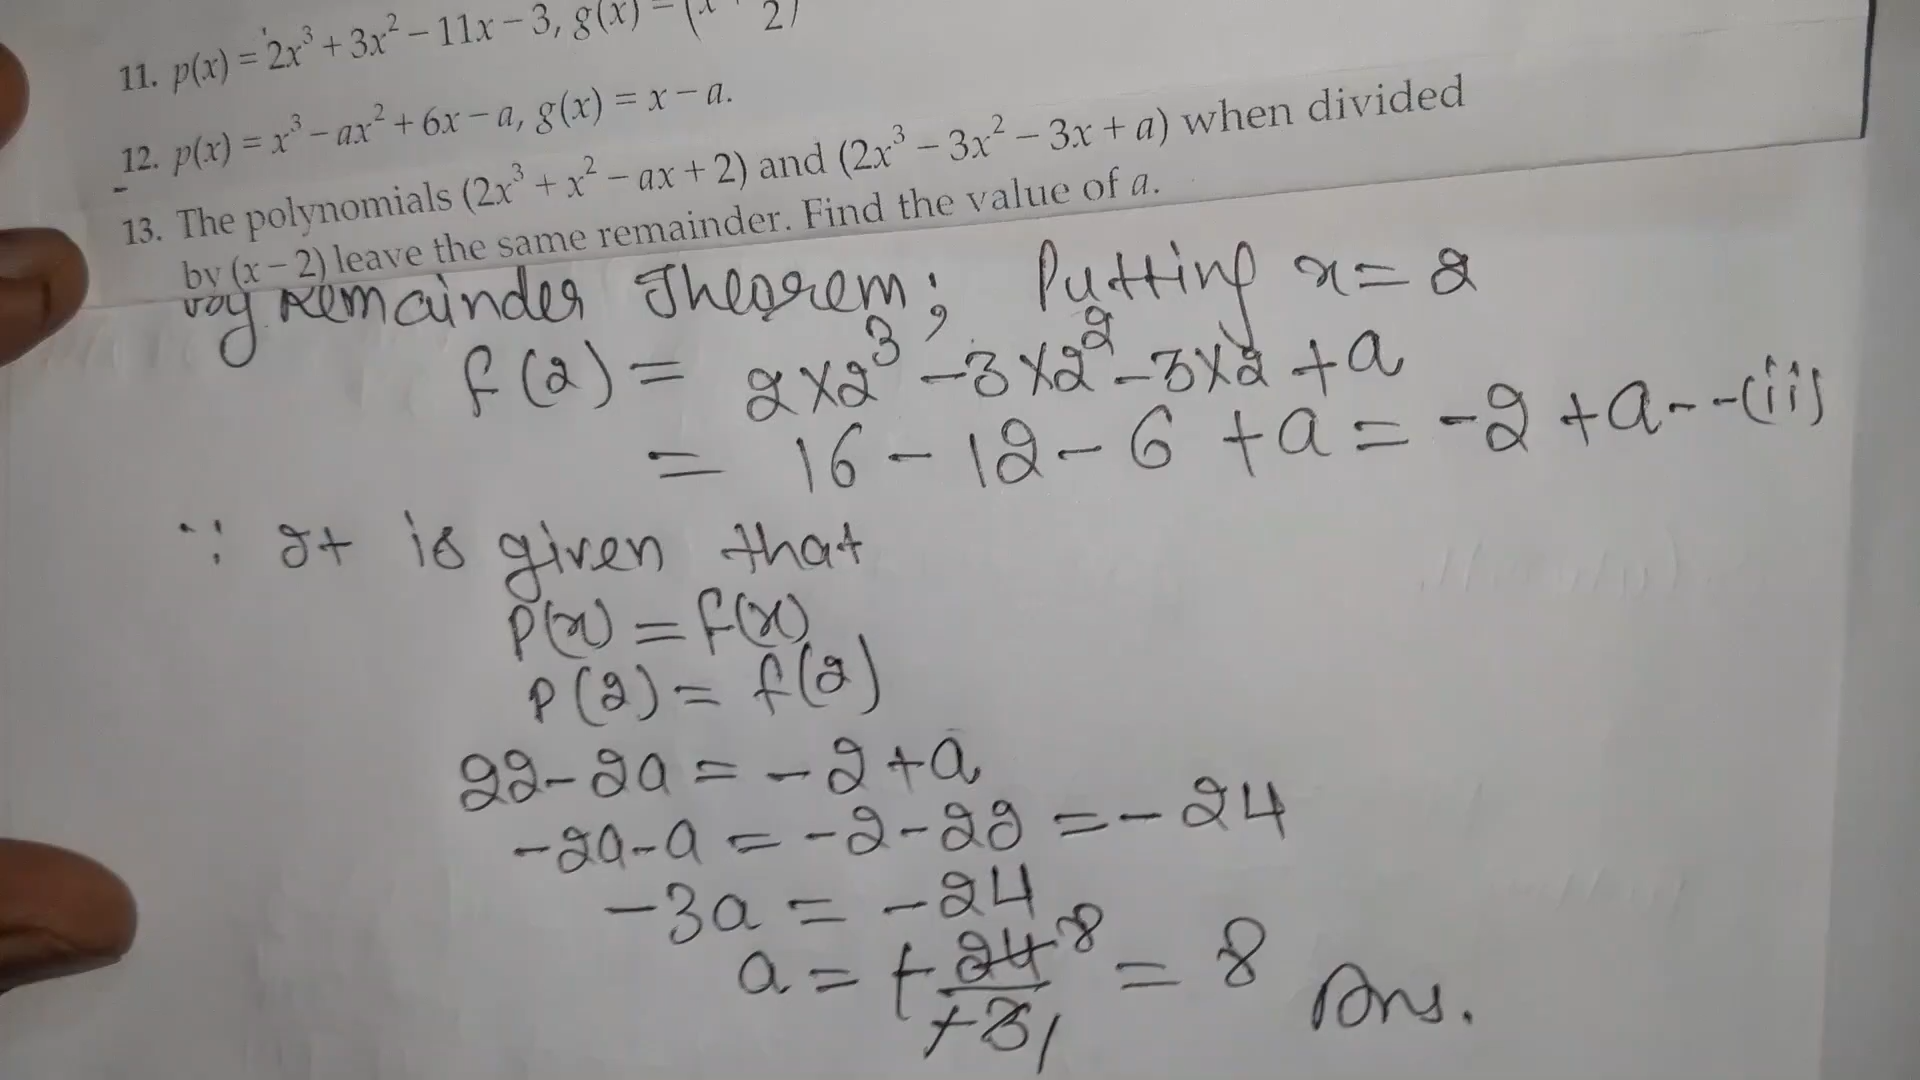 11. p(x) = 2x³ + 3x² − 11x − 3, g(x) = (x + 2)
12. p(x) = x³ − ax² + 6x − a, g(x) = x − a.
13. The polynomials (2x³ + x² − ax + 2) and (2x³ − 3x² − 3x + a) when divided
by (x − 2) leave the same remainder. Find the value of a.
by Remainder Theorem; Putting x = 2
f(2) = 2×2³ − 3×2² − 3×2 + a
= 16 − 12 − 6 + a = −2 + a --(ii)
∵ It is given that
P(x) = f(x)
P(2) = f(2)
22 − 2a = −2 + a
−2a − a = −2 − 22 = −24
−3a = −24
a = +24 8 / +3 1 = 8 Ans.